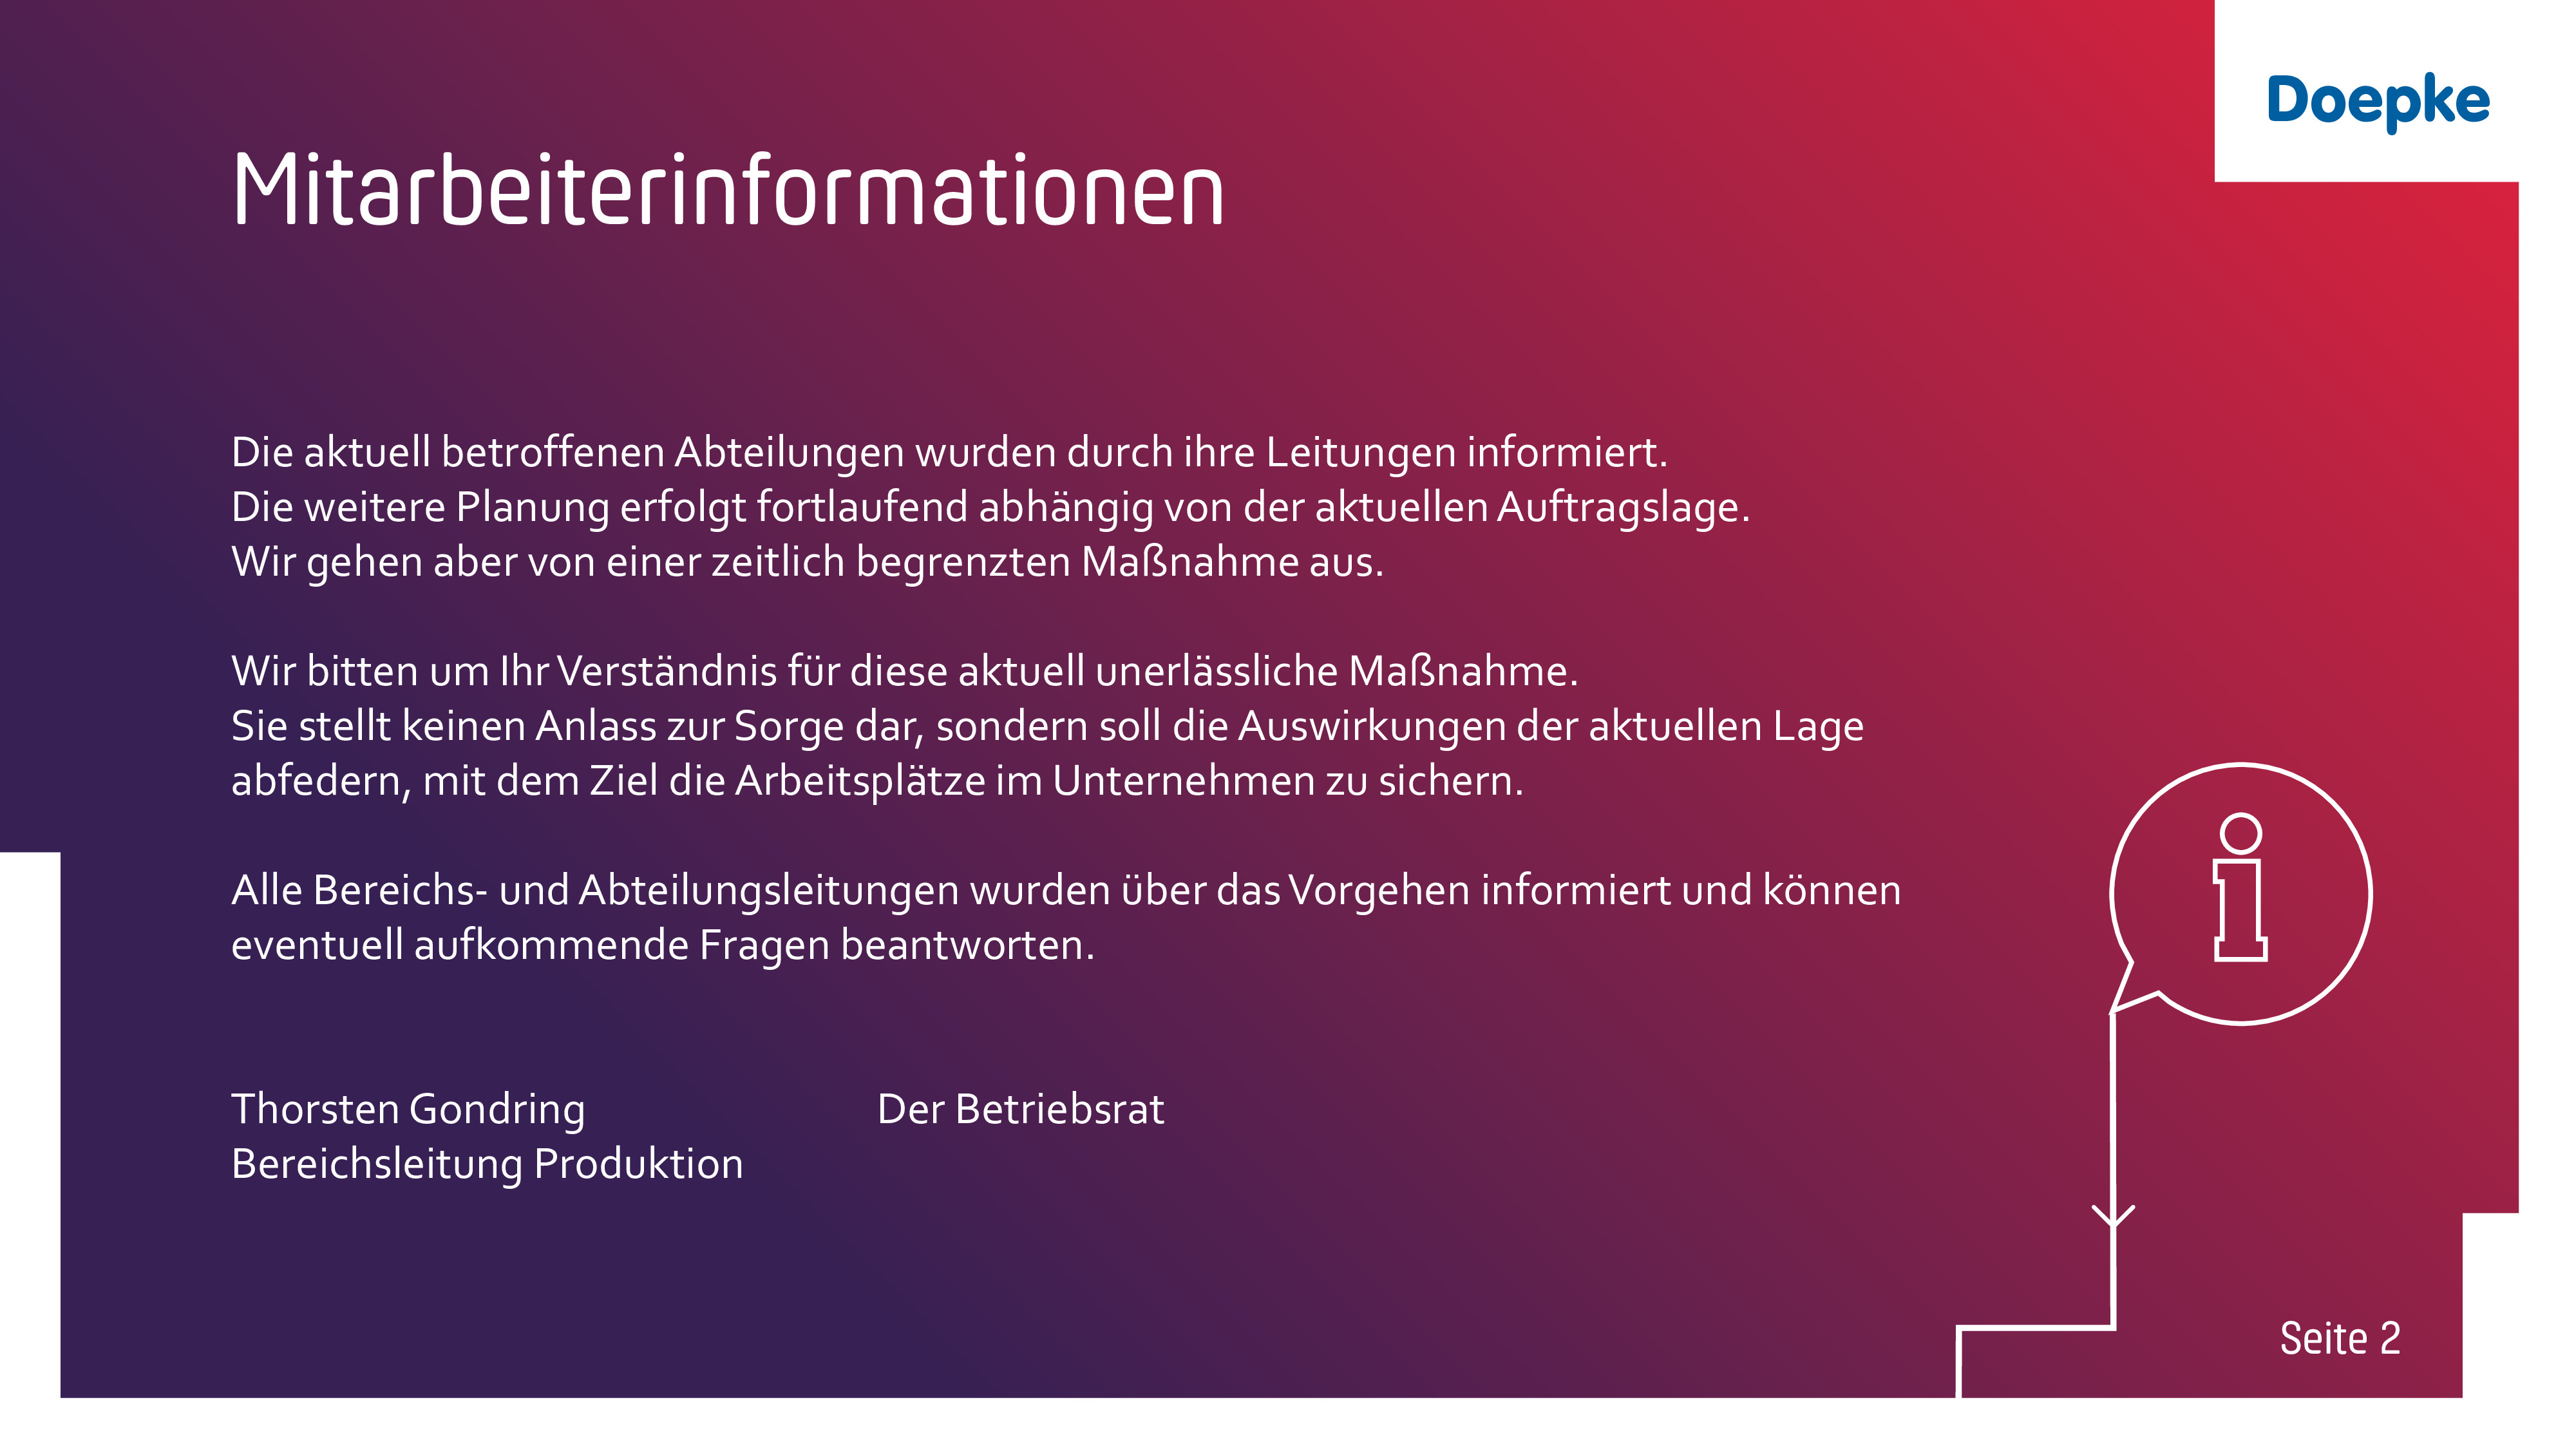 Doepke
Mitarbeiterinformationen
Die aktuell betroffenen Abteilungen wurden durch ihre Leitungen informiert.
Die weitere Planung erfolgt fortlaufend abhängig von der aktuellen Auftragslage.
Wir gehen aber von einer zeitlich begrenzten Maßnahme aus.
Wir bitten um Ihr Verständnis für diese aktuell unerlässliche Maßnahme.
Sie stellt keinen Anlass zur Sorge dar, sondern soll die Auswirkungen der aktuellen Lage
abfedern, mit dem Ziel die Arbeitsplätze im Unternehmen zu sichern.
Alle Bereichs- und Abteilungsleitungen wurden über das Vorgehen informiert und können
eventuell aufkommende Fragen beantworten.
Thorsten Gondring Der Betriebsrat
Bereichsleitung Produktion
Seite 2